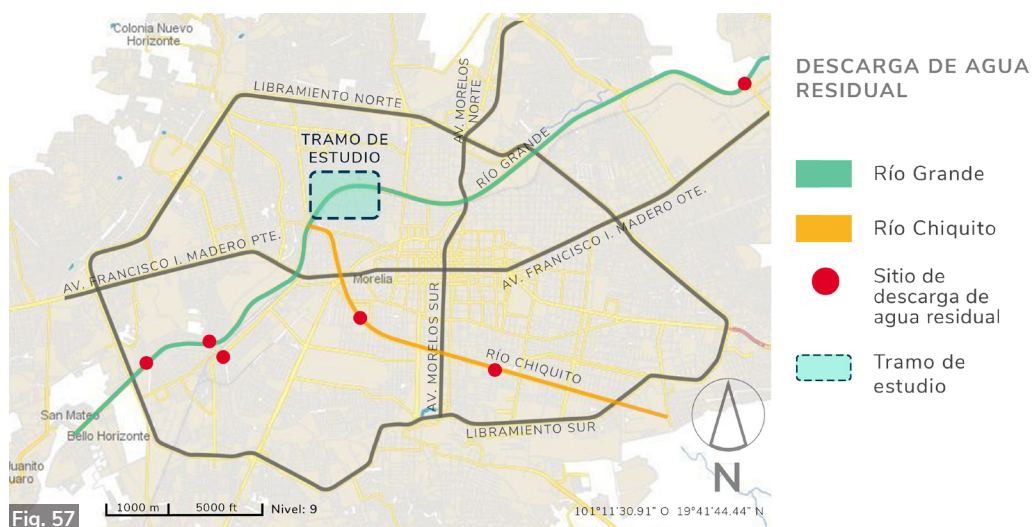 Colonia Nuevo
Horizonte
LIBRAMIENTO NORTE
AV. MORELOS
NORTE
TRAMO DE
ESTUDIO
RÍO GRANDE
AV. FRANCISCO I. MADERO PTE.
AV. FRANCISCO I. MADERO OTE.
Morelia
AV. MORELOS SUR
RÍO CHIQUITO
San Mateo
Bello Horizonte
LIBRAMIENTO SUR
Juanito
uaro
N
Fig. 57
1000 m
5000 ft
Nivel: 9
101°11'30.91" O 19°41'44.44" N
DESCARGA DE AGUA
RESIDUAL
Río Grande
Río Chiquito
Sitio de
descarga de
agua residual
Tramo de
estudio